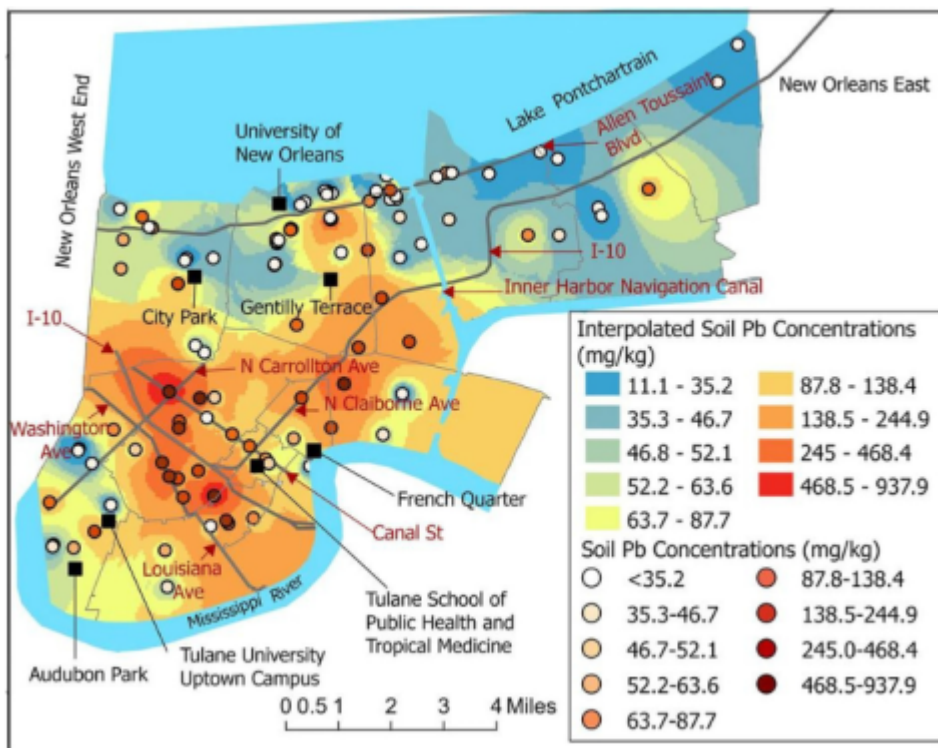 New Orleans West End
University of
New Orleans
Lake Pontchartrain
Allen Toussaint
Blvd
New Orleans East
I-10
Inner Harbor Navigation Canal
City Park
Gentilly Terrace
I-10
N Carrollton Ave
N Claiborne Ave
Washington
Ave
French Quarter
Canal St
Louisiana
Ave
Mississippi River
Tulane School of
Public Health and
Tropical Medicine
Audubon Park
Tulane University
Uptown Campus
0 0.5 1 2 3 4 Miles
Interpolated Soil Pb Concentrations
(mg/kg)
11.1 - 35.2
35.3 - 46.7
46.8 - 52.1
52.2 - 63.6
63.7 - 87.7
87.8 - 138.4
138.5 - 244.9
245 - 468.4
468.5 - 937.9
Soil Pb Concentrations (mg/kg)
<35.2
35.3-46.7
46.7-52.1
52.2-63.6
63.7-87.7
87.8-138.4
138.5-244.9
245.0-468.4
468.5-937.9